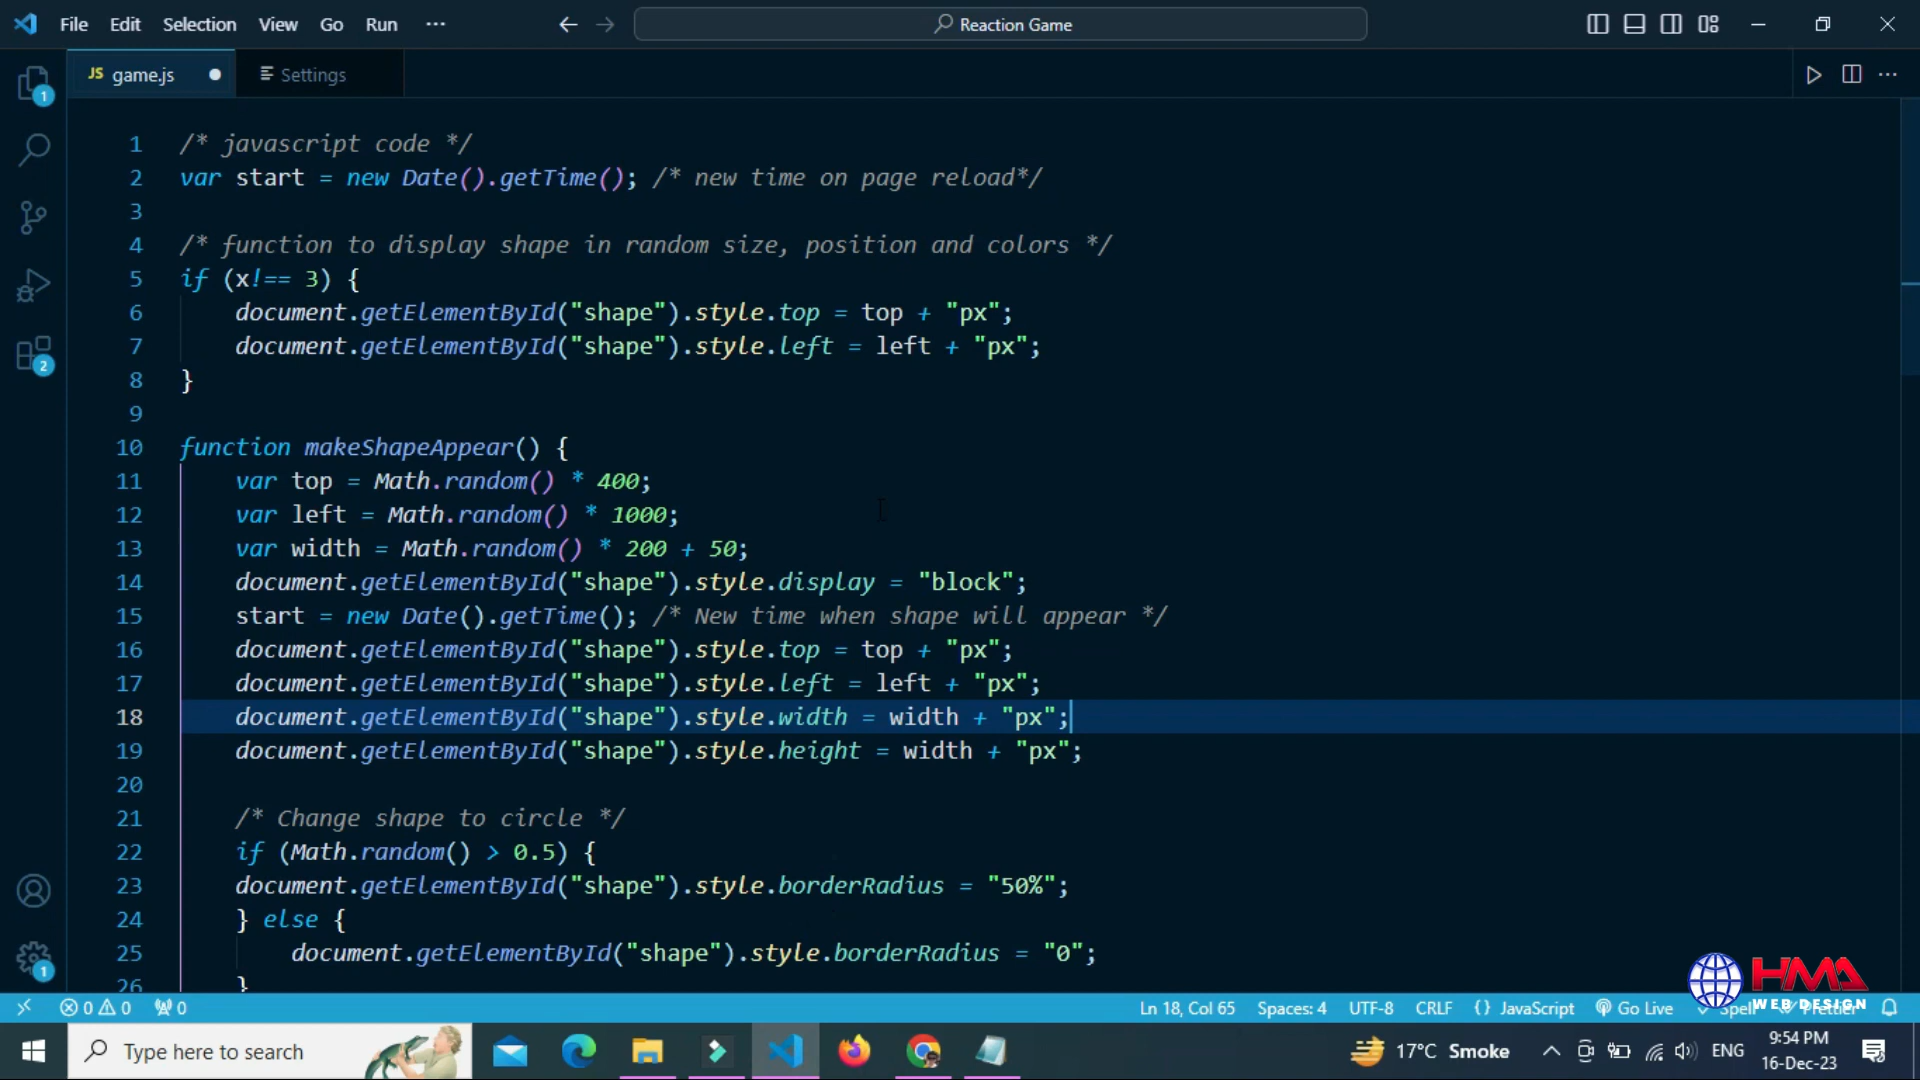 File Edit Selection View Go Run ··· Reaction Game
JS game.js Settings
1 /* javascript code */
2 var start = new Date().getTime(); /* new time on page reload*/
3
4 /* function to display shape in random size, position and colors */
5 if (x!== 3) {
6 document.getElementById("shape").style.top = top + "px";
7 document.getElementById("shape").style.left = left + "px";
8 }
9
10 function makeShapeAppear() {
11 var top = Math.random() * 400;
12 var left = Math.random() * 1000;
13 var width = Math.random() * 200 + 50;
14 document.getElementById("shape").style.display = "block";
15 start = new Date().getTime(); /* New time when shape will appear */
16 document.getElementById("shape").style.top = top + "px";
17 document.getElementById("shape").style.left = left + "px";
18 document.getElementById("shape").style.width = width + "px";
19 document.getElementById("shape").style.height = width + "px";
20
21 /* Change shape to circle */
22 if (Math.random() > 0.5) {
23 document.getElementById("shape").style.borderRadius = "50%";
24 } else {
25 document.getElementById("shape").style.borderRadius = "0";
26 }
1
2
1
HMA
WEB DESIGN
0 0 0 Ln 18, Col 65 Spaces: 4 UTF-8 CRLF {} JavaScript Go Live Spell Prettier
Type here to search 17°C Smoke ENG 9:54 PM
16-Dec-23